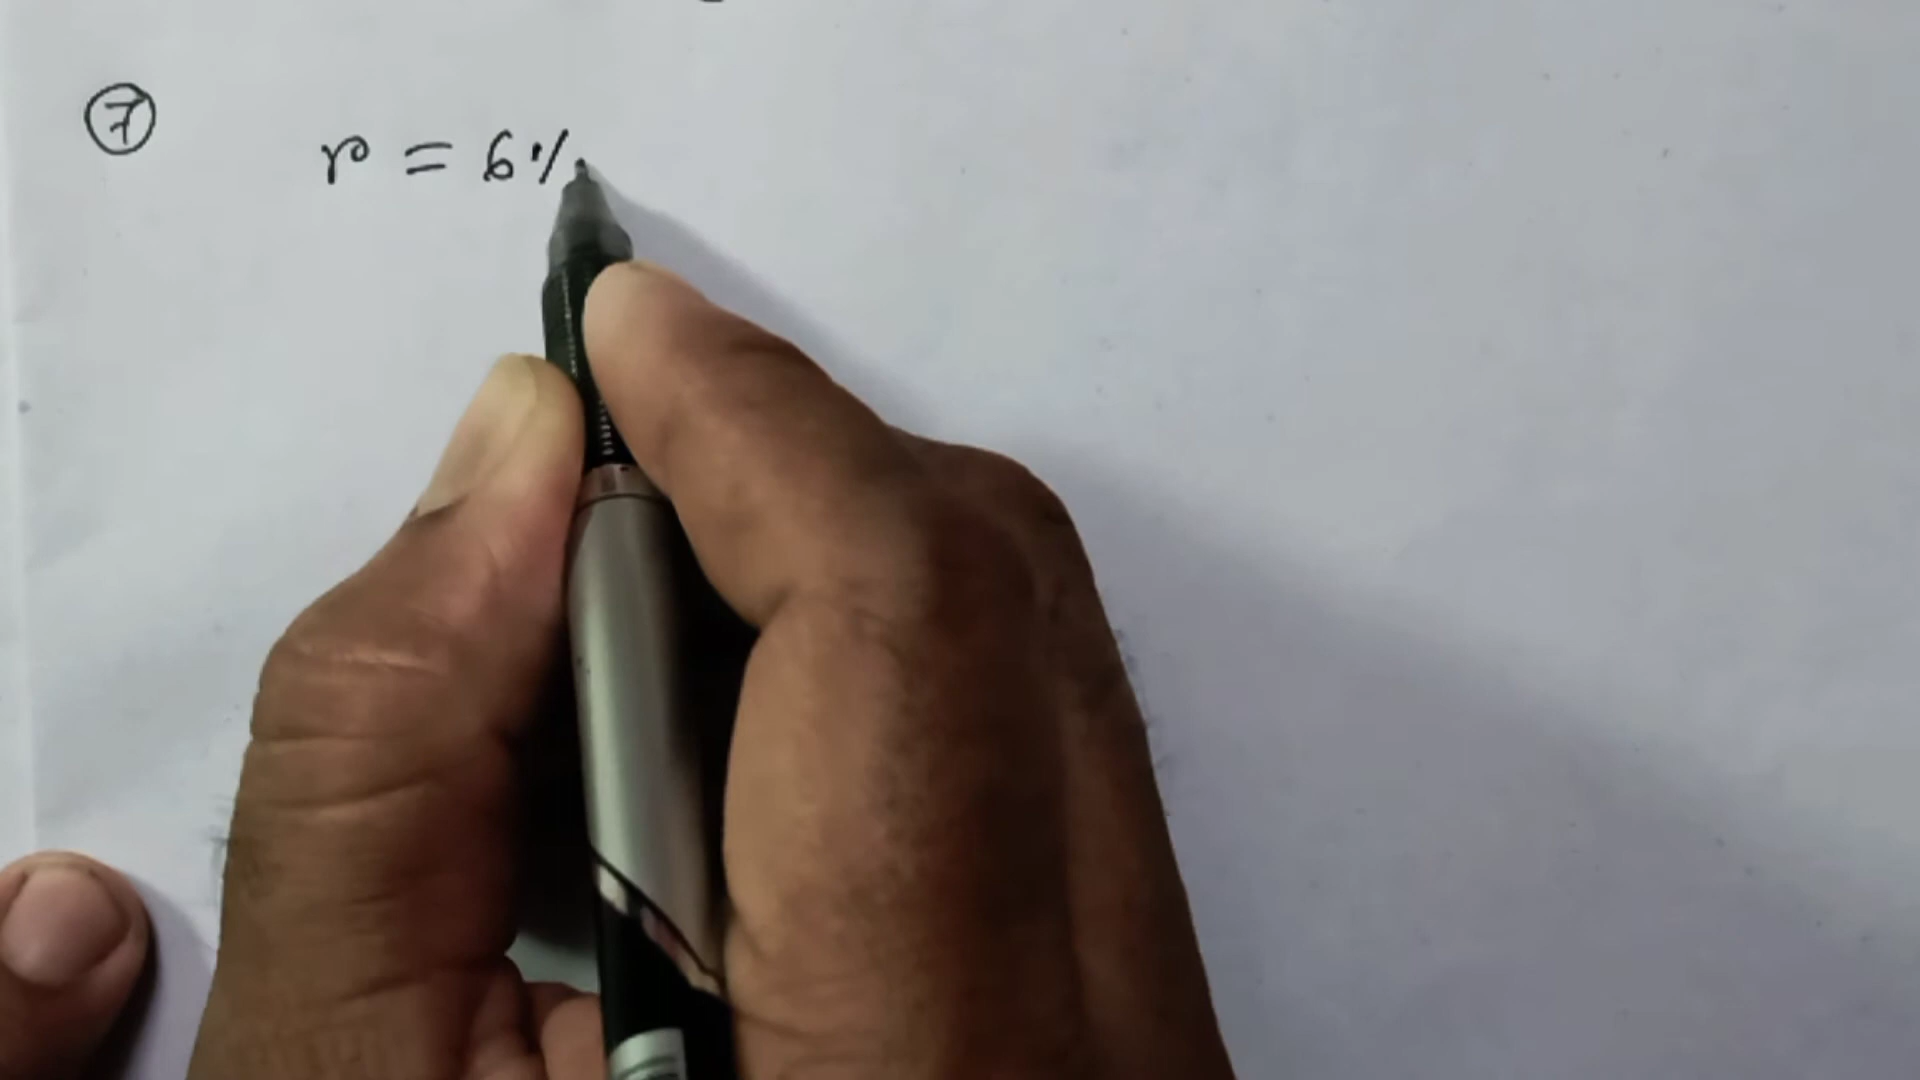 ⑦
r = 6%